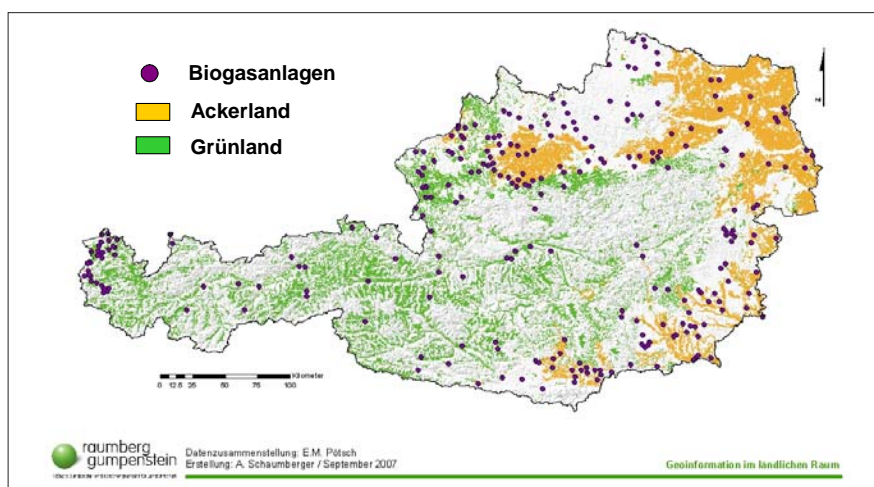 Biogasanlagen
Ackerland
Grünland
N
Kilometer
0 12.5 25 50 75 100
raumberg
gumpenstein
Datenzusammenstellung: E.M. Pötsch
Erstellung: A. Schaumberger / September 2007
Geoinformation im ländlichen Raum